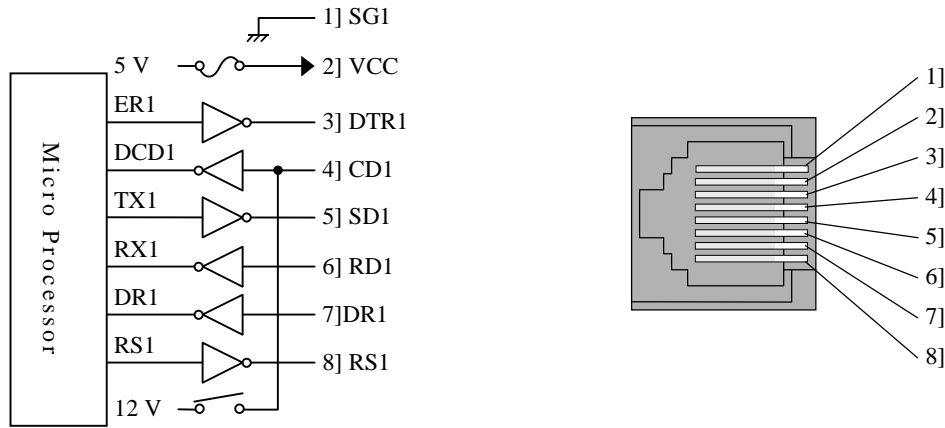 1] SG1
5 V 2] VCC
ER1 3] DTR1
DCD1 4] CD1
TX1 5] SD1
RX1 6] RD1
DR1 7]DR1
RS1 8] RS1
12 V
Micro Processor
1]
2]
3]
4]
5]
6]
7]
8]